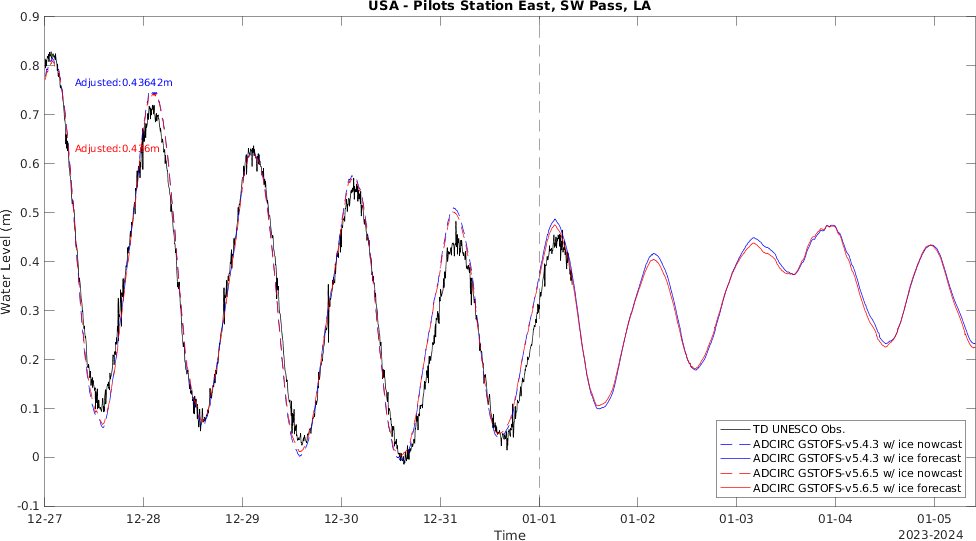 USA - Pilots Station East, SW Pass, LA
0.9
0.8
0.7
0.6
0.5
0.4
0.3
0.2
0.1
0
-0.1
Water Level (m)
Adjusted:0.43642m
Adjusted:0.416m
12-27 12-28 12-29 12-30 12-31 01-01 01-02 01-03 01-04 01-05
Time
2023-2024
TD UNESCO Obs.
ADCIRC GSTOFS-v5.4.3 w/ ice nowcast
ADCIRC GSTOFS-v5.4.3 w/ ice forecast
ADCIRC GSTOFS-v5.6.5 w/ ice nowcast
ADCIRC GSTOFS-v5.6.5 w/ ice forecast